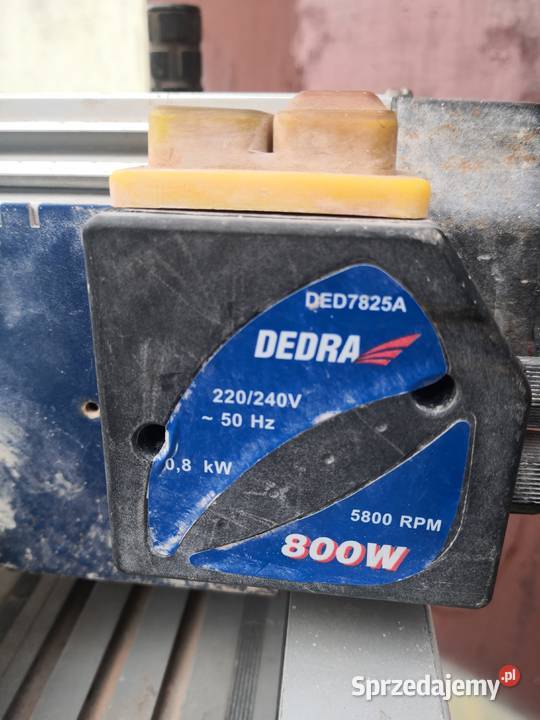 DED7825A
DEDRA
220/240V
~ 50 Hz
0,8 kW
5800 RPM
800W
Sprzedajemy.pl